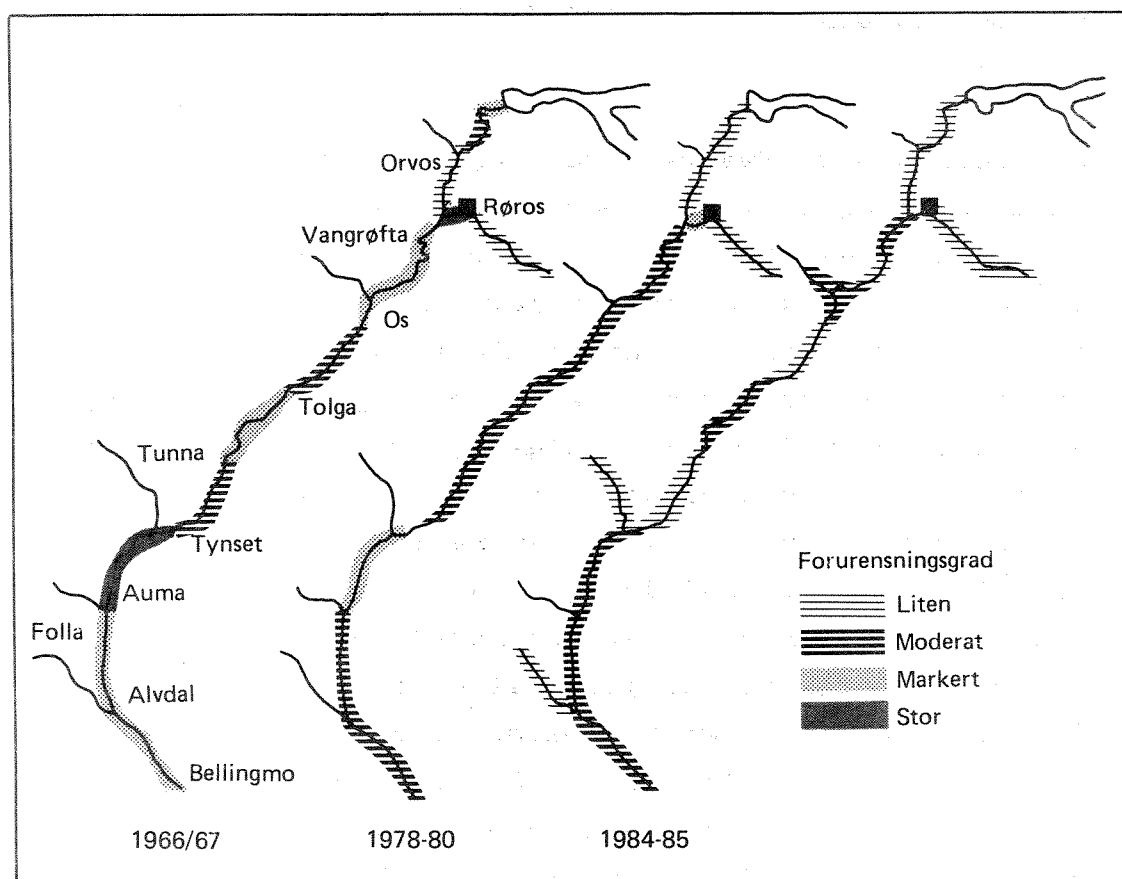 Orvos
Røros
Vangrøfta
Os
Tolga
Tunna
Tynset
Auma
Folla
Alvdal
Bellingmo
Forurensningsgrad
Liten
Moderat
Markert
Stor
1966/67
1978-80
1984-85